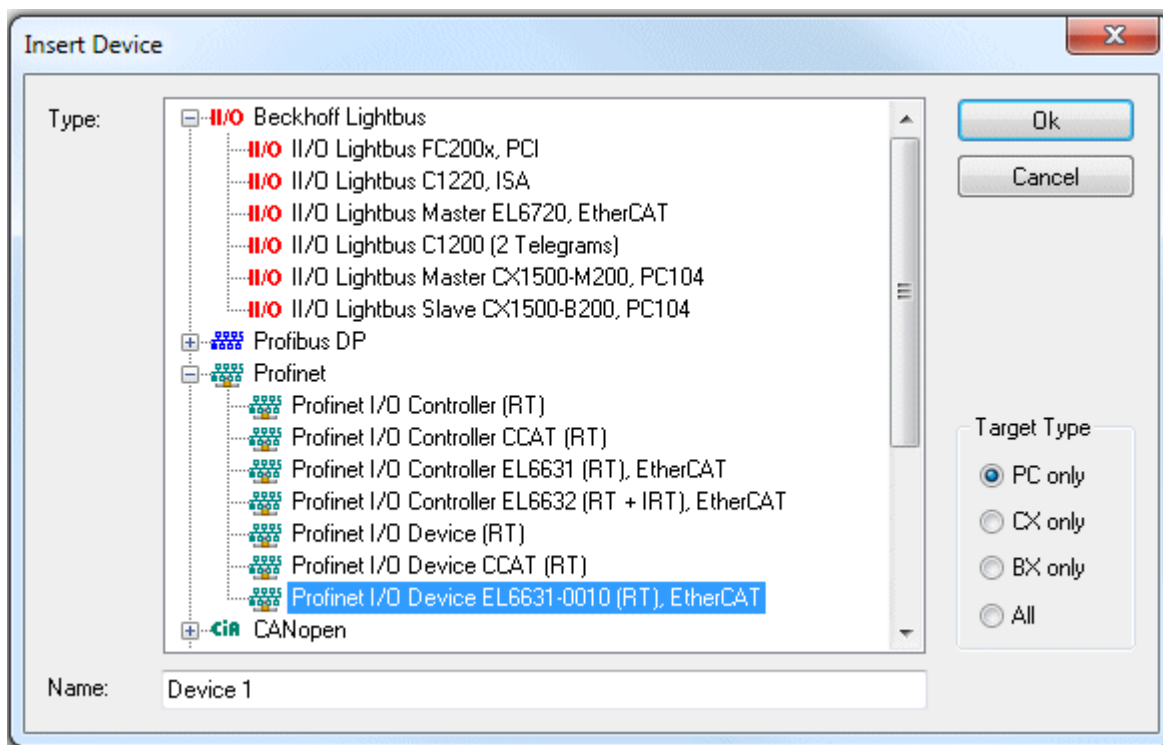 Insert Device
Type:
II/O Beckhoff Lightbus
II/O II/O Lightbus FC200x, PCI
II/O II/O Lightbus C1220, ISA
II/O II/O Lightbus Master EL6720, EtherCAT
II/O II/O Lightbus C1200 (2 Telegrams)
II/O II/O Lightbus Master CX1500-M200, PC104
II/O II/O Lightbus Slave CX1500-B200, PC104
Profibus DP
Profinet
Profinet I/O Controller (RT)
Profinet I/O Controller CCAT (RT)
Profinet I/O Controller EL6631 (RT), EtherCAT
Profinet I/O Controller EL6632 (RT + IRT), EtherCAT
Profinet I/O Device (RT)
Profinet I/O Device CCAT (RT)
Profinet I/O Device EL6631-0010 (RT), EtherCAT
CiA CANopen
Ok
Cancel
Target Type
PC only
CX only
BX only
All
Name:
Device 1